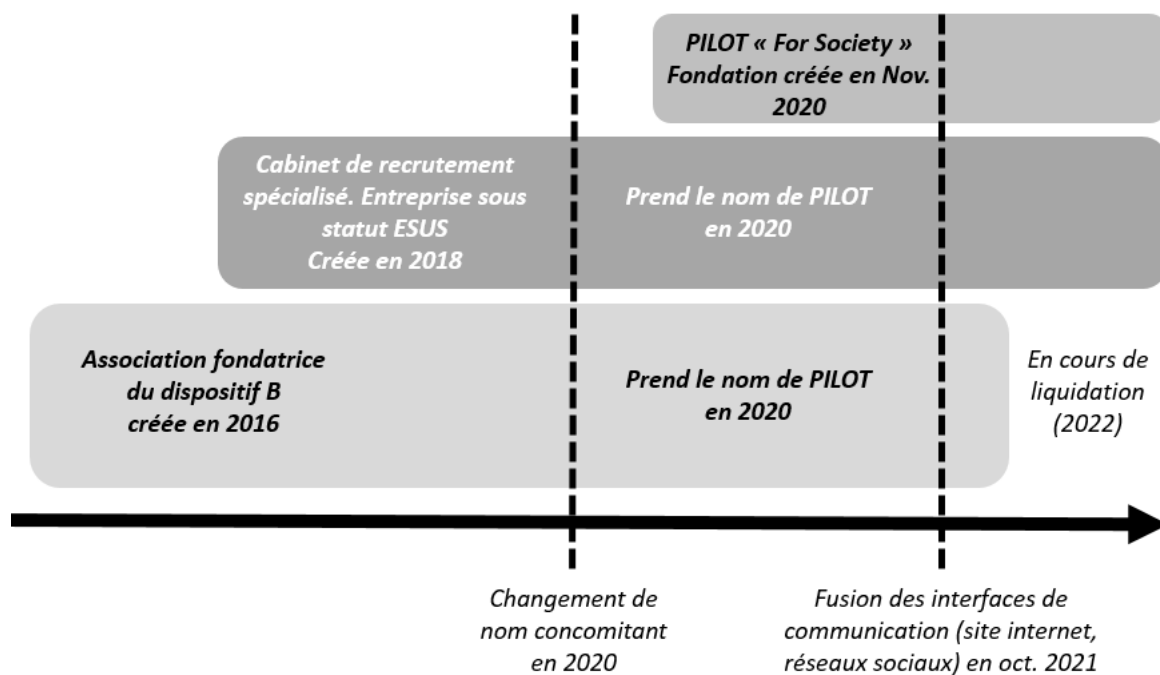 PILOT « For Society »
Fondation créée en Nov.
2020
Cabinet de recrutement
spécialisé. Entreprise sous
statut ESUS
Créée en 2018
Prend le nom de PILOT
en 2020
Association fondatrice
du dispositif B
créée en 2016
Prend le nom de PILOT
en 2020
En cours de
liquidation
(2022)
Changement de
nom concomitant
en 2020
Fusion des interfaces de
communication (site internet,
réseaux sociaux) en oct. 2021